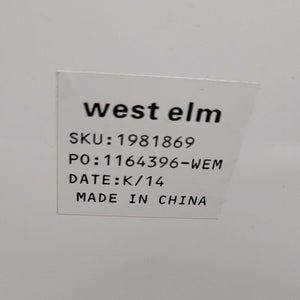 west elm
SKU:1981869
PO:1164396-WEM
DATE:K/14
MADE IN CHINA